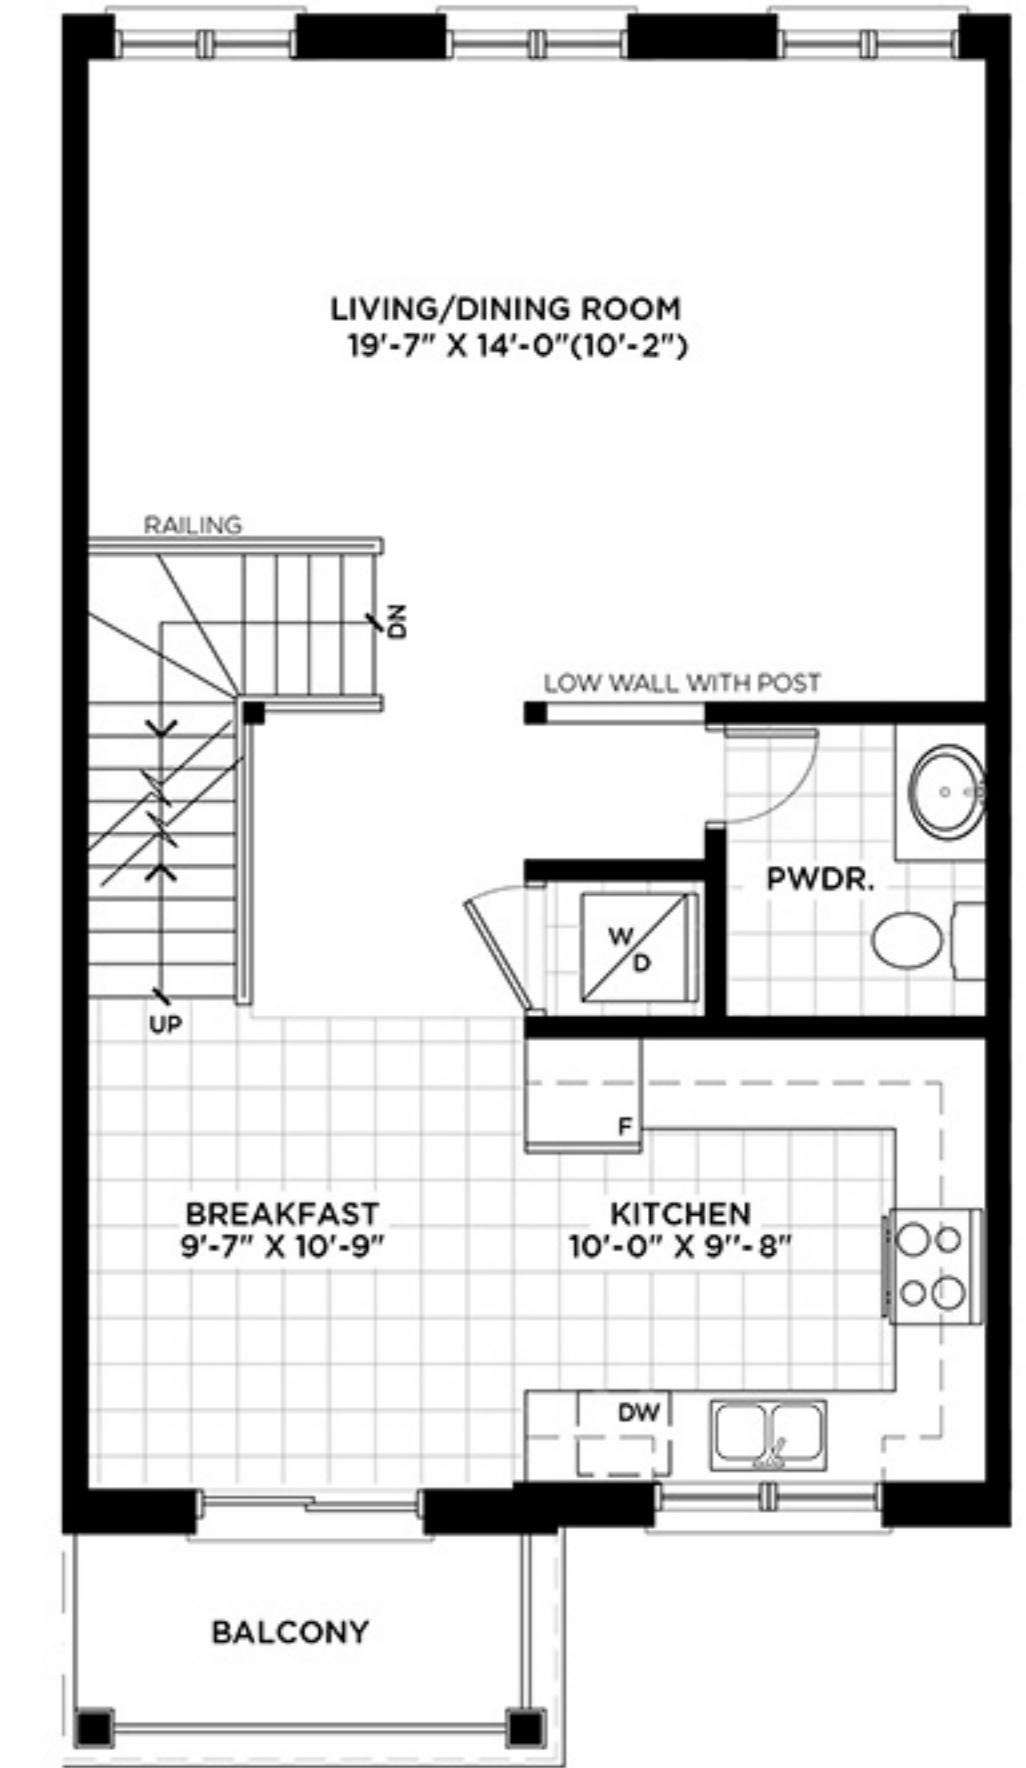 LIVING/DINING ROOM
19'-7" X 14'-0"(10'-2")
RAILING
DN
LOW WALL WITH POST
PWDR.
W
D
UP
F
BREAKFAST
9'-7" X 10'-9"
KITCHEN
10'-0" X 9''-8"
DW
BALCONY